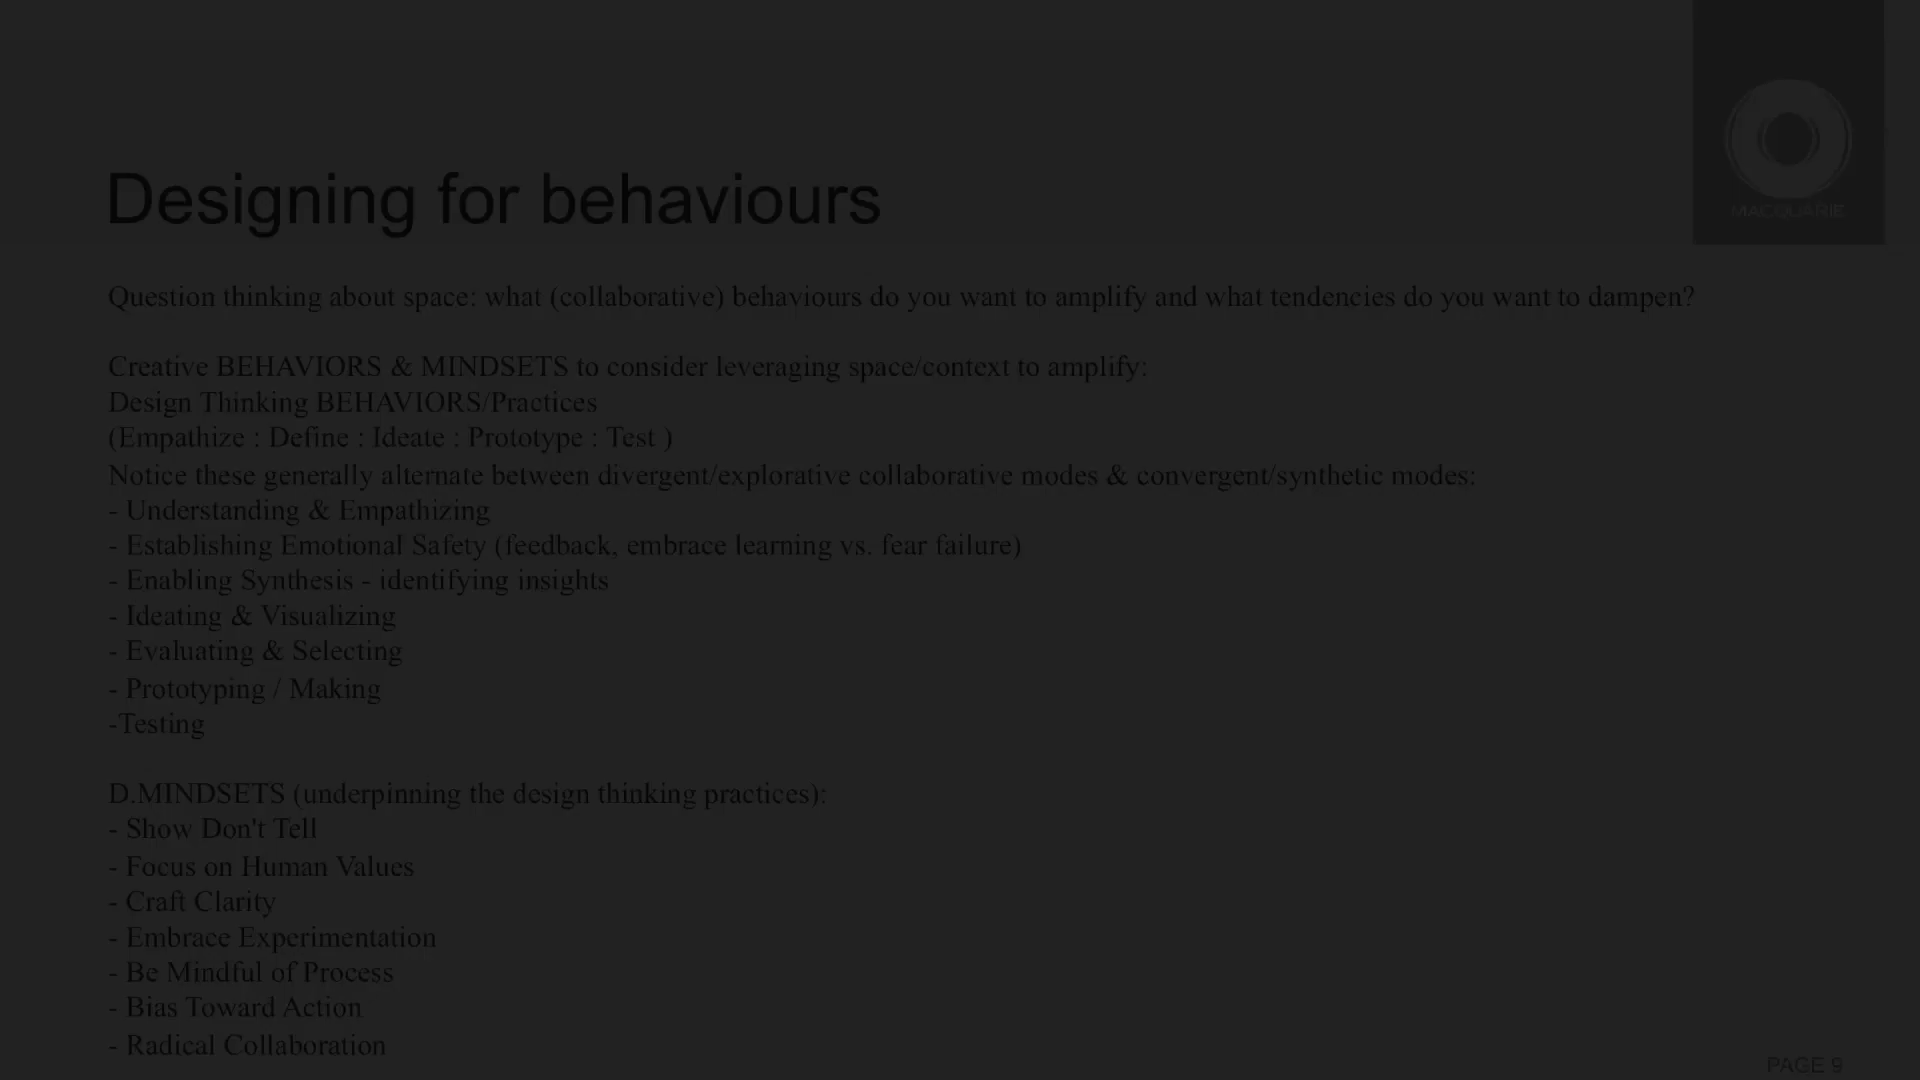 MACQUARIE
Designing for behaviours
Question thinking about space: what (collaborative) behaviours do you want to amplify and what tendencies do you want to dampen?
Creative BEHAVIORS & MINDSETS to consider leveraging space/context to amplify:
Design Thinking BEHAVIORS/Practices
(Empathize : Define : Ideate : Prototype : Test )
Notice these generally alternate between divergent/explorative collaborative modes & convergent/synthetic modes:
- Understanding & Empathizing
- Establishing Emotional Safety (feedback, embrace learning vs. fear failure)
- Enabling Synthesis - identifying insights
- Ideating & Visualizing
- Evaluating & Selecting
- Prototyping / Making
-Testing
D.MINDSETS (underpinning the design thinking practices):
- Show Don't Tell
- Focus on Human Values
- Craft Clarity
- Embrace Experimentation
- Be Mindful of Process
- Bias Toward Action
- Radical Collaboration
PAGE 9